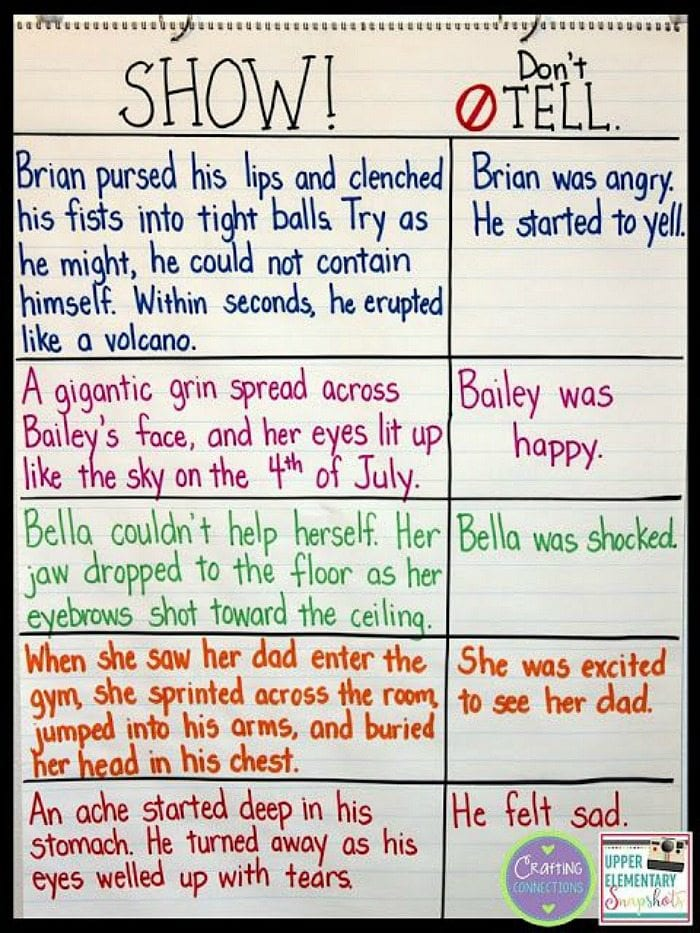 SHOW!
Don't
TELL.
Brian pursed his lips and clenched
his fists into tight balls. Try as
he might, he could not contain
himself. Within seconds, he erupted
like a volcano.
Brian was angry.
He started to yell.
A gigantic grin spread across
Bailey's face, and her eyes lit up
like the sky on the 4th of July.
Bailey was
happy.
Bella couldn't help herself. Her
jaw dropped to the floor as her
eyebrows shot toward the ceiling.
Bella was shocked.
When she saw her dad enter the
gym, she sprinted across the room,
jumped into his arms, and buried
her head in his chest.
She was excited
to see her dad.
An ache started deep in his
stomach. He turned away as his
eyes welled up with tears.
He felt sad.
Crafting
CONNECTIONS
UPPER
ELEMENTARY
Snapshots